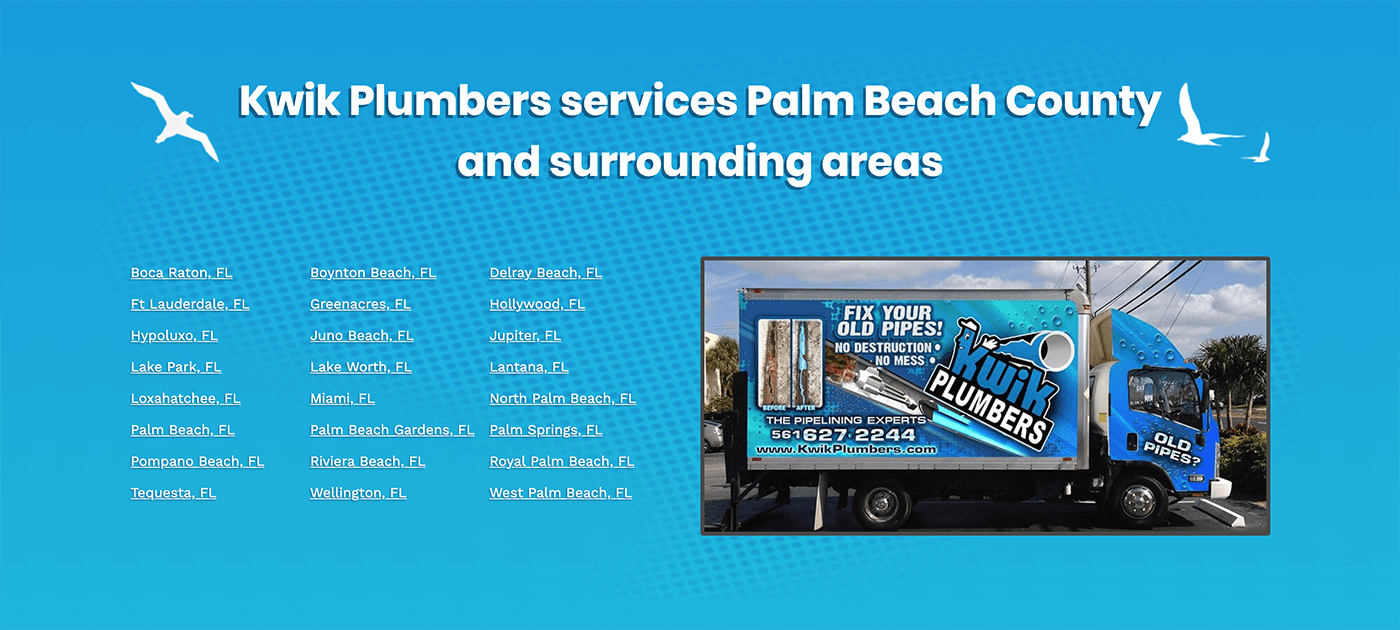 Kwik Plumbers services Palm Beach County
and surrounding areas
Boca Raton, FL
Boynton Beach, FL
Delray Beach, FL
Ft Lauderdale, FL
Greenacres, FL
Hollywood, FL
Hypoluxo, FL
Juno Beach, FL
Jupiter, FL
Lake Park, FL
Lake Worth, FL
Lantana, FL
Loxahatchee, FL
Miami, FL
North Palm Beach, FL
Palm Beach, FL
Palm Beach Gardens, FL
Palm Springs, FL
Pompano Beach, FL
Riviera Beach, FL
Royal Palm Beach, FL
Tequesta, FL
Wellington, FL
West Palm Beach, FL
FIX YOUR
OLD PIPES!
NO DESTRUCTION •
NO MESS •
BEFORE AFTER
Kwik
PLUMBERS
THE PIPELINING EXPERTS
561 627-2244
www.KwikPlumbers.com
OLD
PIPES?